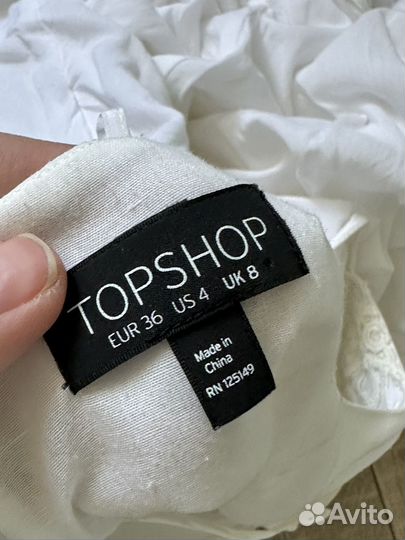 TOPSHOP
EUR 36 US 4 UK 8
Made in
China
RN 125149
Avito